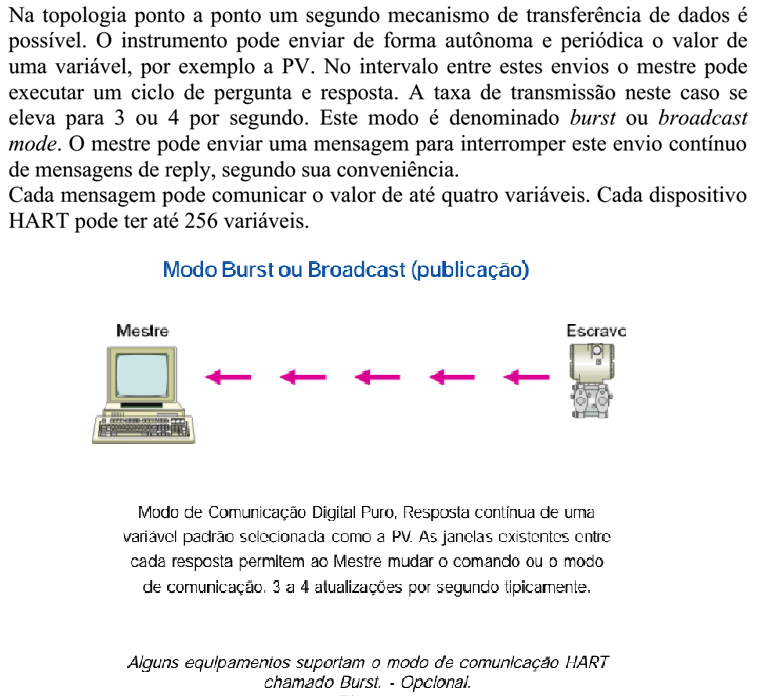 Na topologia ponto a ponto um segundo mecanismo de transferência de dados é
possível. O instrumento pode enviar de forma autônoma e periódica o valor de
uma variável, por exemplo a PV. No intervalo entre estes envios o mestre pode
executar um ciclo de pergunta e resposta. A taxa de transmissão neste caso se
eleva para 3 ou 4 por segundo. Este modo é denominado burst ou broadcast
mode. O mestre pode enviar uma mensagem para interromper este envio contínuo
de mensagens de reply, segundo sua conveniência.
Cada mensagem pode comunicar o valor de até quatro variáveis. Cada dispositivo
HART pode ter até 256 variáveis.
Modo Burst ou Broadcast (publicação)
Mestre
Escravo
Modo de Comunicação Digital Puro, Resposta contínua de uma
variável padrão selecionada como a PV. As janelas existentes entre
cada resposta permitem ao Mestre mudar o comando ou o modo
de comunicação. 3 a 4 atualizações por segundo tipicamente.
Alguns equipamentos suportam o modo de comunicação HART
chamado Burst. - Opcional.